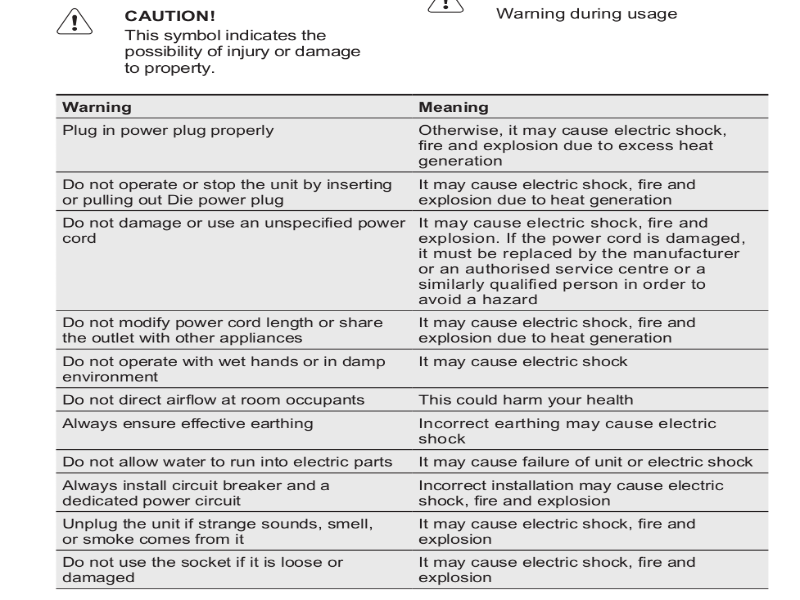 CAUTION!
This symbol indicates the
possibility of injury or damage
to property.
Warning during usage
Warning
Meaning
Plug in power plug properly
Otherwise, it may cause electric shock,
fire and explosion due to excess heat
generation
Do not operate or stop the unit by inserting
or pulling out Die power plug
It may cause electric shock, fire and
explosion due to heat generation
Do not damage or use an unspecified power
cord
It may cause electric shock, fire and
explosion. If the power cord is damaged,
it must be replaced by the manufacturer
or an authorised service centre or a
similarly qualified person in order to
avoid a hazard
Do not modify power cord length or share
the outlet with other appliances
It may cause electric shock, fire and
explosion due to heat generation
Do not operate with wet hands or in damp
environment
It may cause electric shock
Do not direct airflow at room occupants
This could harm your health
Always ensure effective earthing
Incorrect earthing may cause electric
shock
Do not allow water to run into electric parts
It may cause failure of unit or electric shock
Always install circuit breaker and a
dedicated power circuit
Incorrect installation may cause electric
shock, fire and explosion
Unplug the unit if strange sounds, smell,
or smoke comes from it
It may cause electric shock, fire and
explosion
Do not use the socket if it is loose or
damaged
It may cause electric shock, fire and
explosion